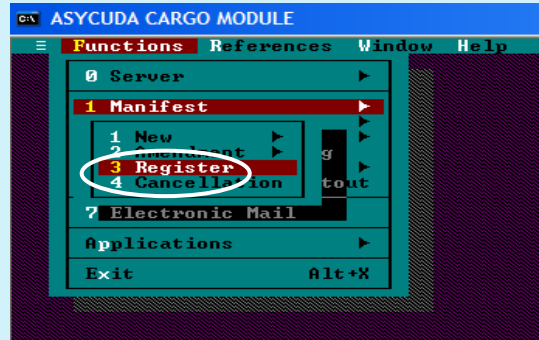 ASYCUDA CARGO MODULE
≡ Functions References Window Help
0 Server
1 Manifest
1 New
2 Amendment g
3 Register
4 Cancellation tout
7 Electronic Mail
Applications
Exit Alt+X